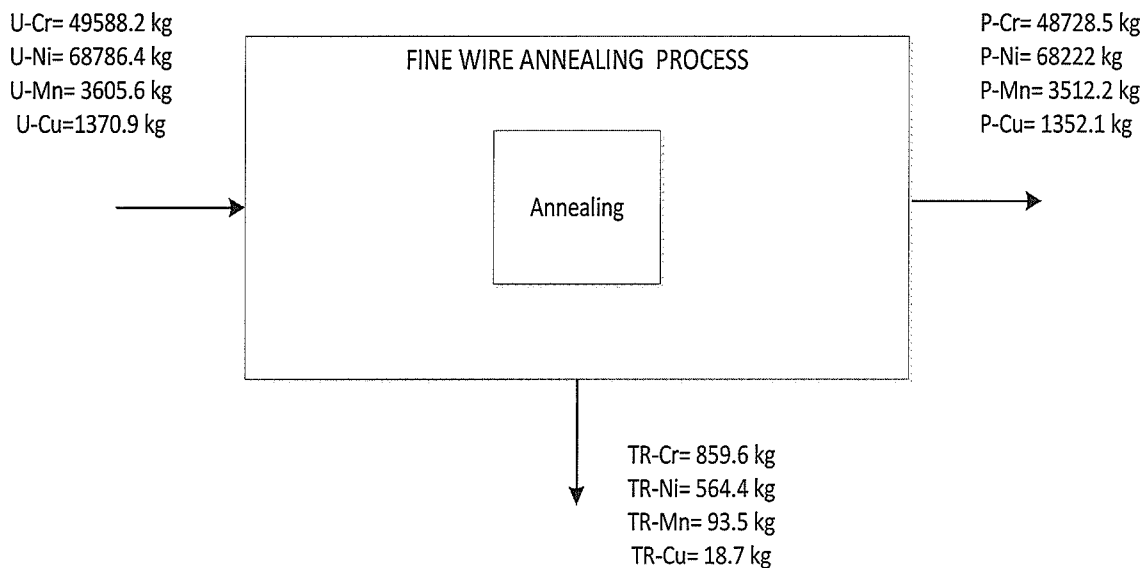 U-Cr= 49588.2 kg
U-Ni= 68786.4 kg
U-Mn= 3605.6 kg
U-Cu=1370.9 kg
FINE WIRE ANNEALING PROCESS
Annealing
P-Cr= 48728.5 kg
P-Ni= 68222 kg
P-Mn= 3512.2 kg
P-Cu= 1352.1 kg
TR-Cr= 859.6 kg
TR-Ni= 564.4 kg
TR-Mn= 93.5 kg
TR-Cu= 18.7 kg